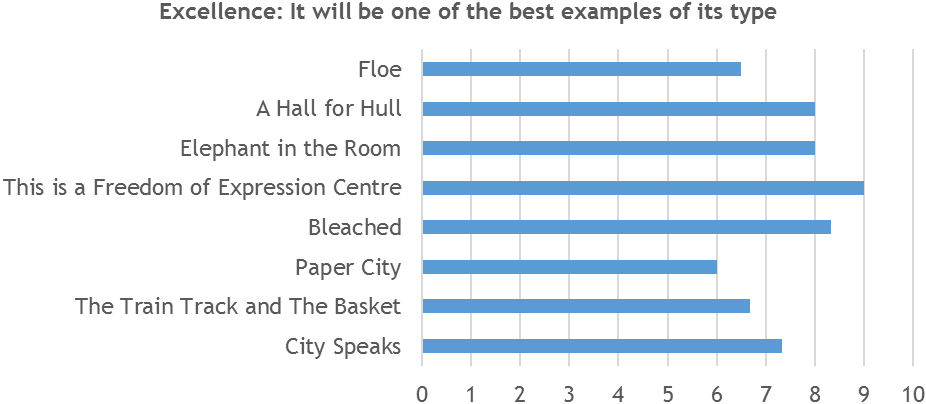 Excellence: It will be one of the best examples of its type
Floe
A Hall for Hull
Elephant in the Room
This is a Freedom of Expression Centre
Bleached
Paper City
The Train Track and The Basket
City Speaks
0 1 2 3 4 5 6 7 8 9 10